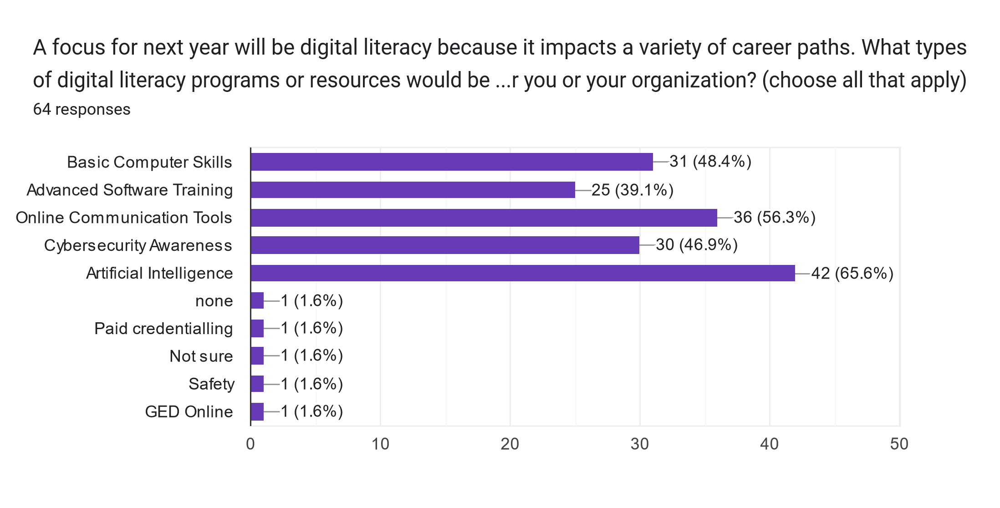 A focus for next year will be digital literacy because it impacts a variety of career paths. What types
of digital literacy programs or resources would be ...r you or your organization? (choose all that apply)
64 responses
Basic Computer Skills 31 (48.4%)
Advanced Software Training 25 (39.1%)
Online Communication Tools 36 (56.3%)
Cybersecurity Awareness 30 (46.9%)
Artificial Intelligence 42 (65.6%)
none 1 (1.6%)
Paid credentialling 1 (1.6%)
Not sure 1 (1.6%)
Safety 1 (1.6%)
GED Online 1 (1.6%)
0 10 20 30 40 50